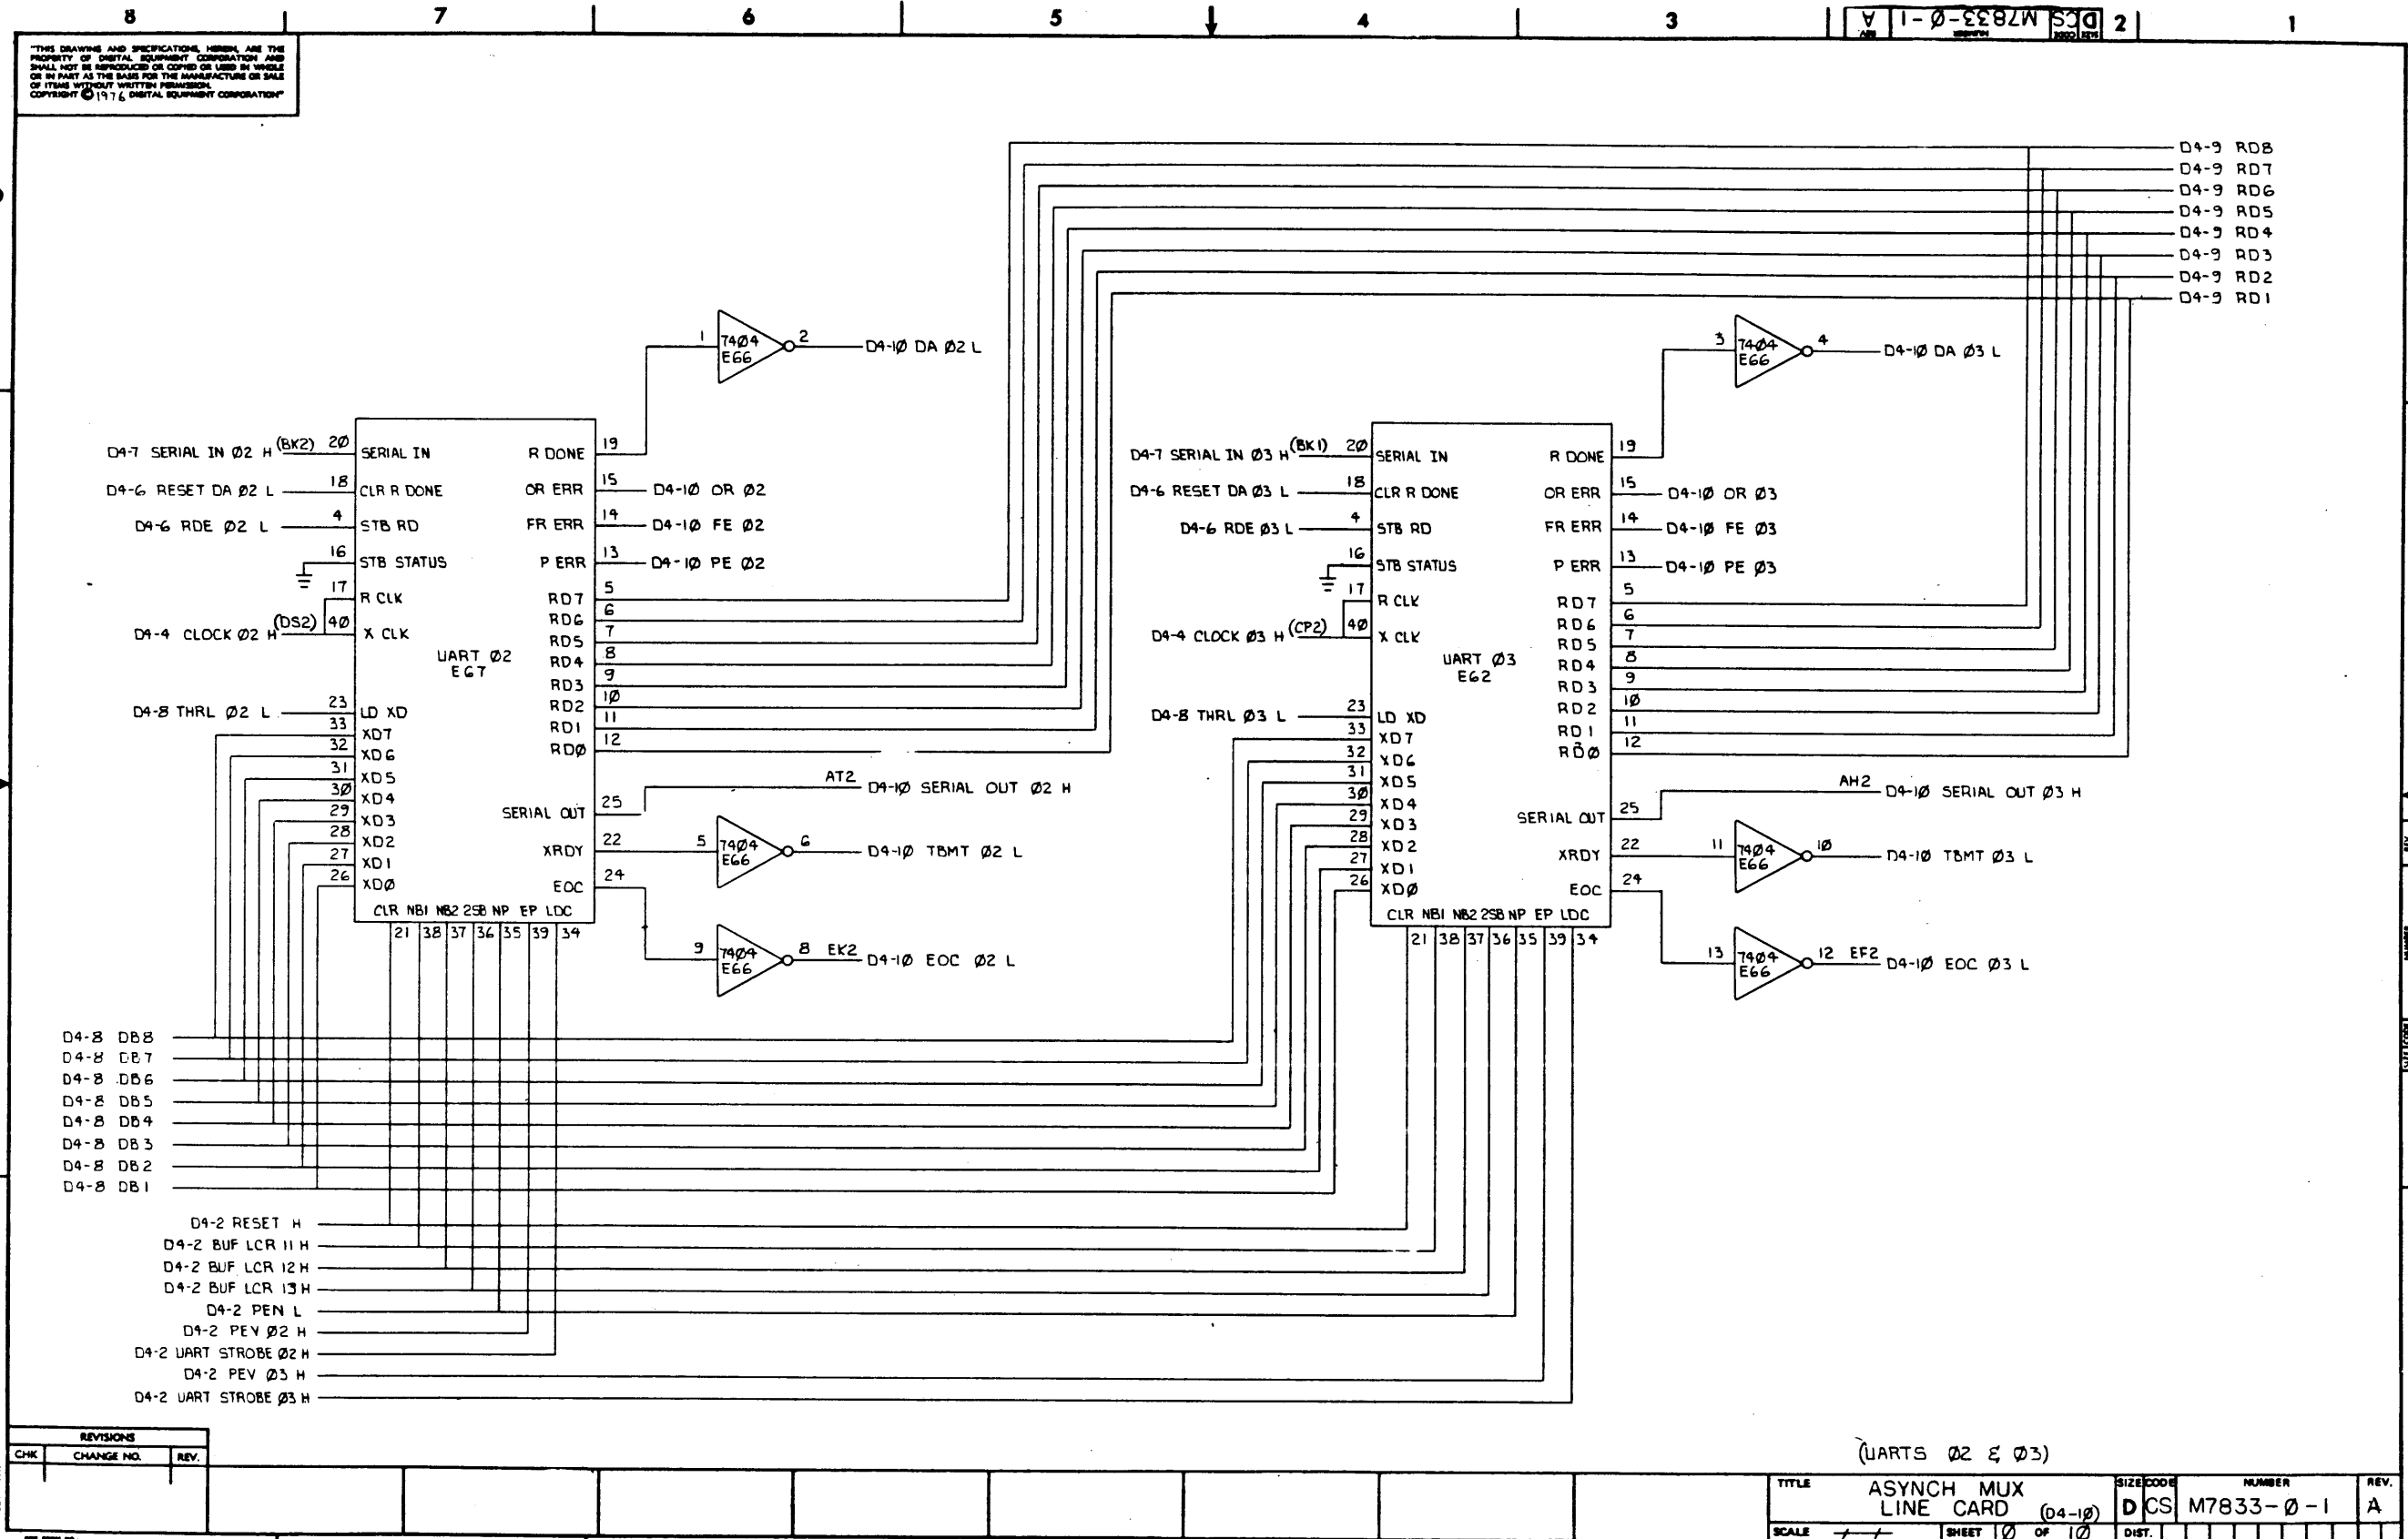 8 7 6 5 4 3 2 1
D CS M7833-Ø-1 A
SIZE CODE NUMBER REV.
"THIS DRAWING AND SPECIFICATIONS, HEREIN, ARE THE
PROPERTY OF DIGITAL EQUIPMENT CORPORATION AND
SHALL NOT BE REPRODUCED OR COPIED OR USED IN WHOLE
OR IN PART AS THE BASIS FOR THE MANUFACTURE OR SALE
OF ITEMS WITHOUT WRITTEN PERMISSION.
COPYRIGHT © 1976 DIGITAL EQUIPMENT CORPORATION"
D4-9 RD8
D4-9 RD7
D4-9 RD6
D4-9 RD5
D4-9 RD4
D4-9 RD3
D4-9 RD2
D4-9 RD1
1 74Ø4 E66 2 D4-1Ø DA Ø2 L
3 74Ø4 E66 4 D4-1Ø DA Ø3 L
D4-7 SERIAL IN Ø2 H (BK2) 2Ø SERIAL IN
R DONE 19
D4-6 RESET DA Ø2 L 18 CLR R DONE
OR ERR 15 D4-1Ø OR Ø2
D4-6 RDE Ø2 L 4 STB RD
FR ERR 14 D4-1Ø FE Ø2
16 STB STATUS
P ERR 13 D4-1Ø PE Ø2
17 R CLK
RD7 5
RD6 6
D4-4 CLOCK Ø2 H (DS2) 4Ø X CLK
RD5 7
UART Ø2
E67
RD4 8
RD3 9
RD2 1Ø
RD1 11
RDØ 12
D4-8 THRL Ø2 L 23 LD XD
33 XD7
32 XD6
31 XD5
3Ø XD4
29 XD3
28 XD2
27 XD1
26 XDØ
SERIAL OUT 25 AT2 D4-1Ø SERIAL OUT Ø2 H
XRDY 22 5 74Ø4 E66 6 D4-1Ø TBMT Ø2 L
EOC 24 9 74Ø4 E66 8 EK2 D4-1Ø EOC Ø2 L
CLR NB1 NB2 2SB NP EP LDC
21 38 37 36 35 39 34
D4-7 SERIAL IN Ø3 H (BK1) 2Ø SERIAL IN
R DONE 19
D4-6 RESET DA Ø3 L 18 CLR R DONE
OR ERR 15 D4-1Ø OR Ø3
D4-6 RDE Ø3 L 4 STB RD
FR ERR 14 D4-1Ø FE Ø3
16 STB STATUS
P ERR 13 D4-1Ø PE Ø3
17 R CLK
RD7 5
RD6 6
D4-4 CLOCK Ø3 H (CP2) 4Ø X CLK
RD5 7
UART Ø3
E62
RD4 8
RD3 9
RD2 1Ø
RD1 11
RDØ 12
D4-8 THRL Ø3 L 23 LD XD
33 XD7
32 XD6
31 XD5
3Ø XD4
29 XD3
28 XD2
27 XD1
26 XDØ
SERIAL OUT 25 AH2 D4-1Ø SERIAL OUT Ø3 H
XRDY 22 11 74Ø4 E66 1Ø D4-1Ø TBMT Ø3 L
EOC 24 13 74Ø4 E66 12 EF2 D4-1Ø EOC Ø3 L
CLR NB1 NB2 2SB NP EP LDC
21 38 37 36 35 39 34
D4-8 DB8
D4-8 DB7
D4-8 DB6
D4-8 DB5
D4-8 DB4
D4-8 DB3
D4-8 DB2
D4-8 DB1
D4-2 RESET H
D4-2 BUF LCR 11 H
D4-2 BUF LCR 12 H
D4-2 BUF LCR 13 H
D4-2 PEN L
D4-2 PEV Ø2 H
D4-2 UART STROBE Ø2 H
D4-2 PEV Ø3 H
D4-2 UART STROBE Ø3 H
REVISIONS
CHK CHANGE NO. REV.
(UARTS Ø2 & Ø3)
TITLE ASYNCH MUX
LINE CARD (D4-1Ø)
SIZE CODE NUMBER REV.
D CS M7833-Ø-1 A
SCALE SHEET 1Ø OF 1Ø DIST.